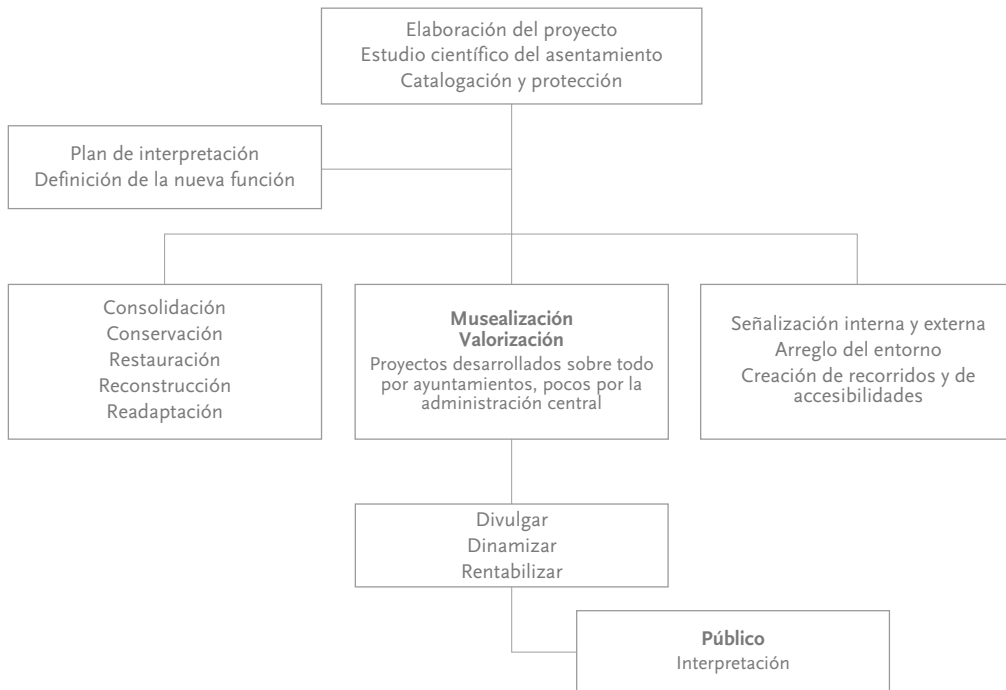 Elaboración del proyecto
Estudio científico del asentamiento
Catalogación y protección
Plan de interpretación
Definición de la nueva función
Consolidación
Conservación
Restauración
Reconstrucción
Readaptación
Musealización
Valorización
Proyectos desarrollados sobre todo
por ayuntamientos, pocos por la
administración central
Señalización interna y externa
Arreglo del entorno
Creación de recorridos y de
accesibilidades
Divulgar
Dinamizar
Rentabilizar
Público
Interpretación